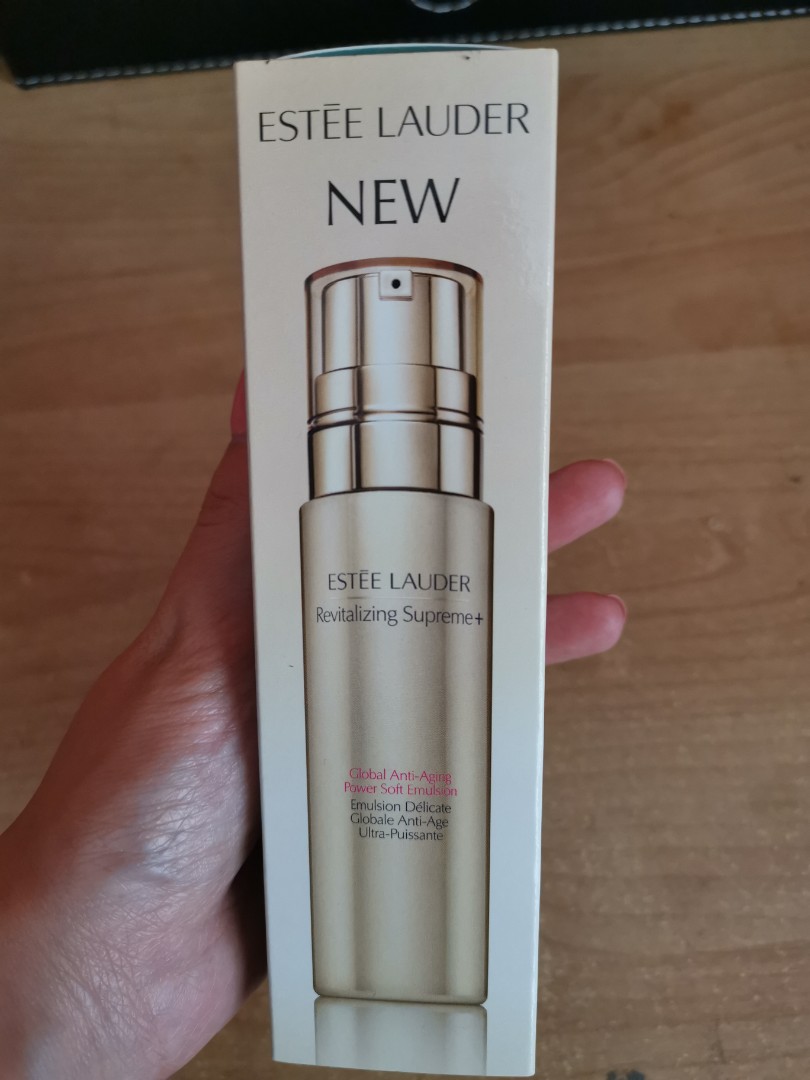 ESTĒE LAUDER
NEW
ESTĒE LAUDER
Revitalizing Supreme+
Global Anti-Aging
Power Soft Emulsion
Emulsion Délicate
Globale Anti-Age
Ultra-Puissante